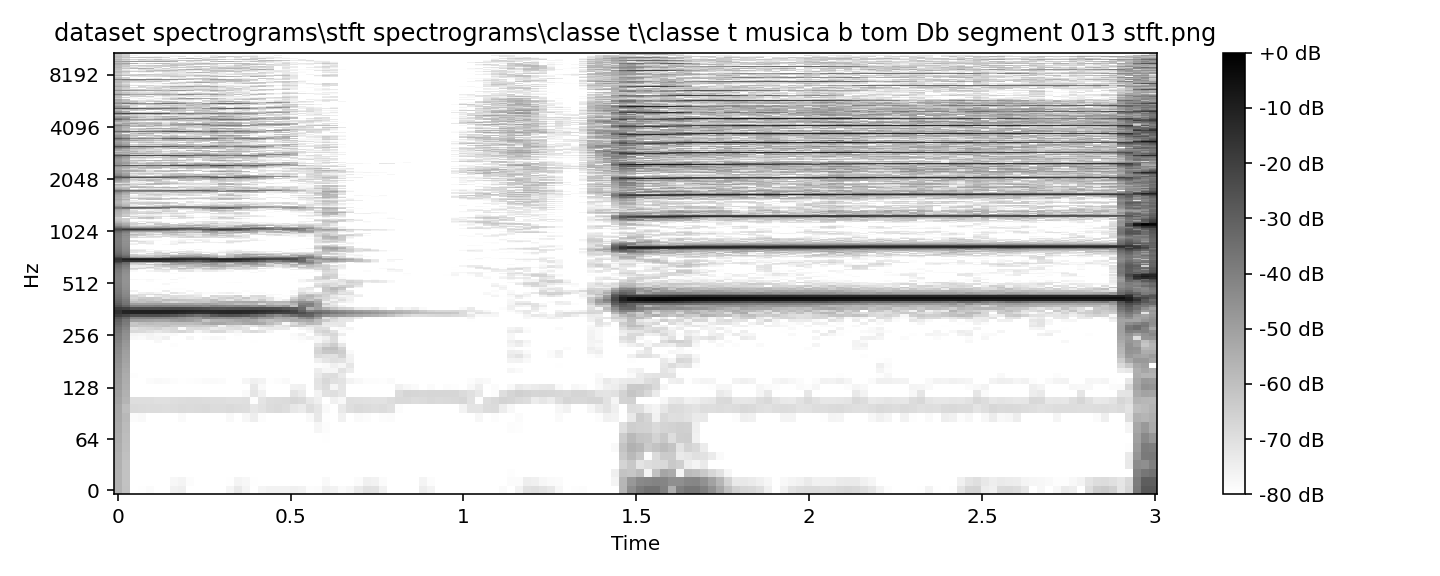 dataset spectrograms\stft spectrograms\classe t\classe t musica b tom Db segment 013 stft.png
8192
4096
2048
1024
512
256
128
64
0
Hz
0
0.5
1
1.5
2
2.5
3
Time
+0 dB
-10 dB
-20 dB
-30 dB
-40 dB
-50 dB
-60 dB
-70 dB
-80 dB